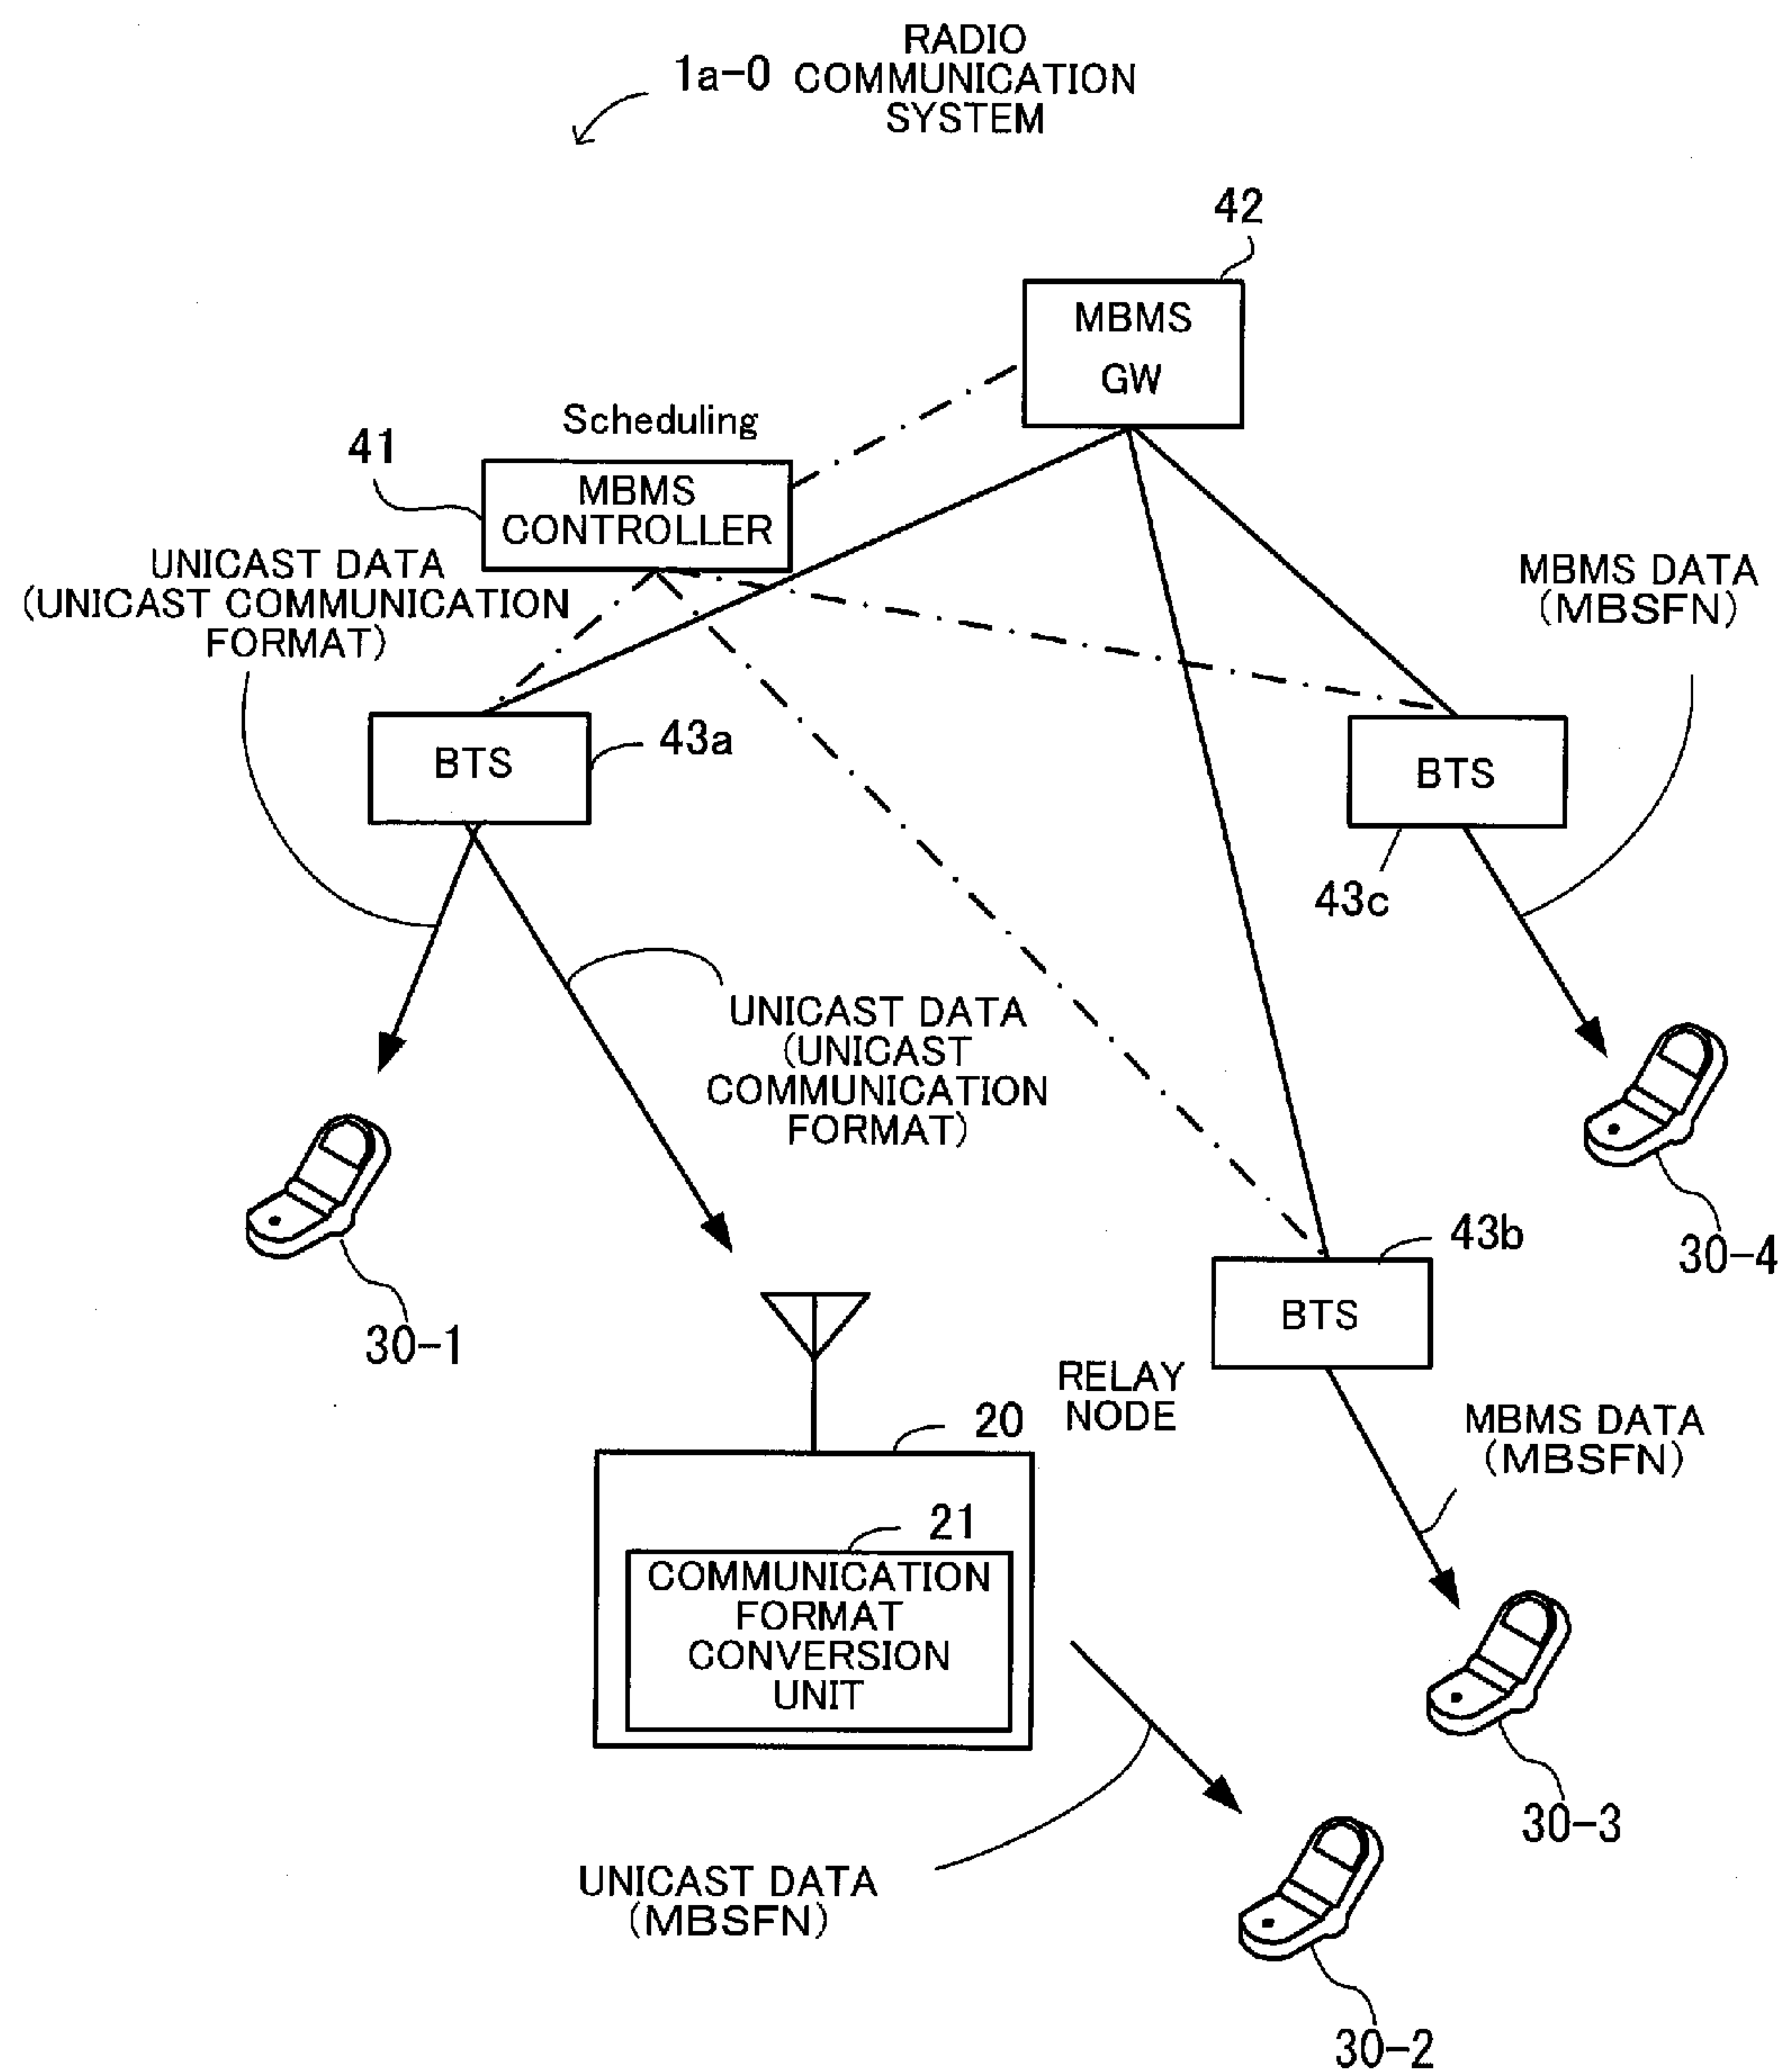 RADIO
1a-0 COMMUNICATION
SYSTEM
42
MBMS
GW
Scheduling
41
MBMS
CONTROLLER
UNICAST DATA
(UNICAST COMMUNICATION
FORMAT)
MBMS DATA
(MBSFN)
BTS
43a
BTS
43c
UNICAST DATA
(UNICAST
COMMUNICATION
FORMAT)
30-1
30-4
43b
BTS
RELAY
NODE
20
MBMS DATA
(MBSFN)
21
COMMUNICATION
FORMAT
CONVERSION
UNIT
30-3
UNICAST DATA
(MBSFN)
30-2